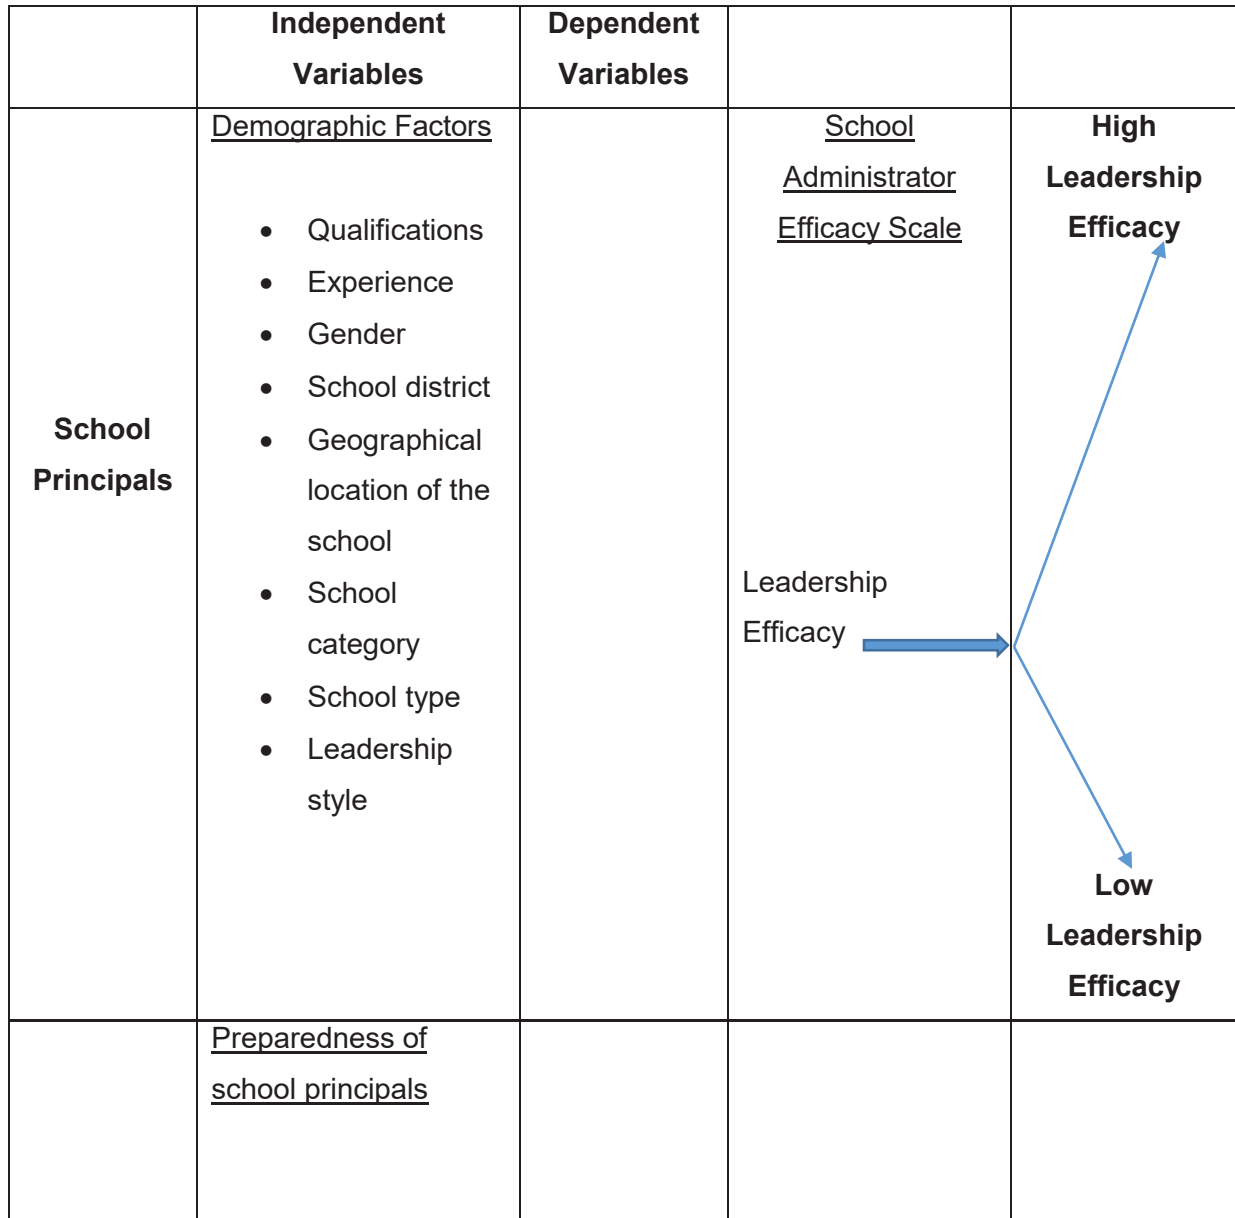 Independent
Variables
Dependent
Variables
School
Principals
Demographic Factors
• Qualifications
• Experience
• Gender
• School district
• Geographical
location of the
school
• School
category
• School type
• Leadership
style
School
Administrator
Efficacy Scale
Leadership
Efficacy
High
Leadership
Efficacy
Low
Leadership
Efficacy
Preparedness of
school principals